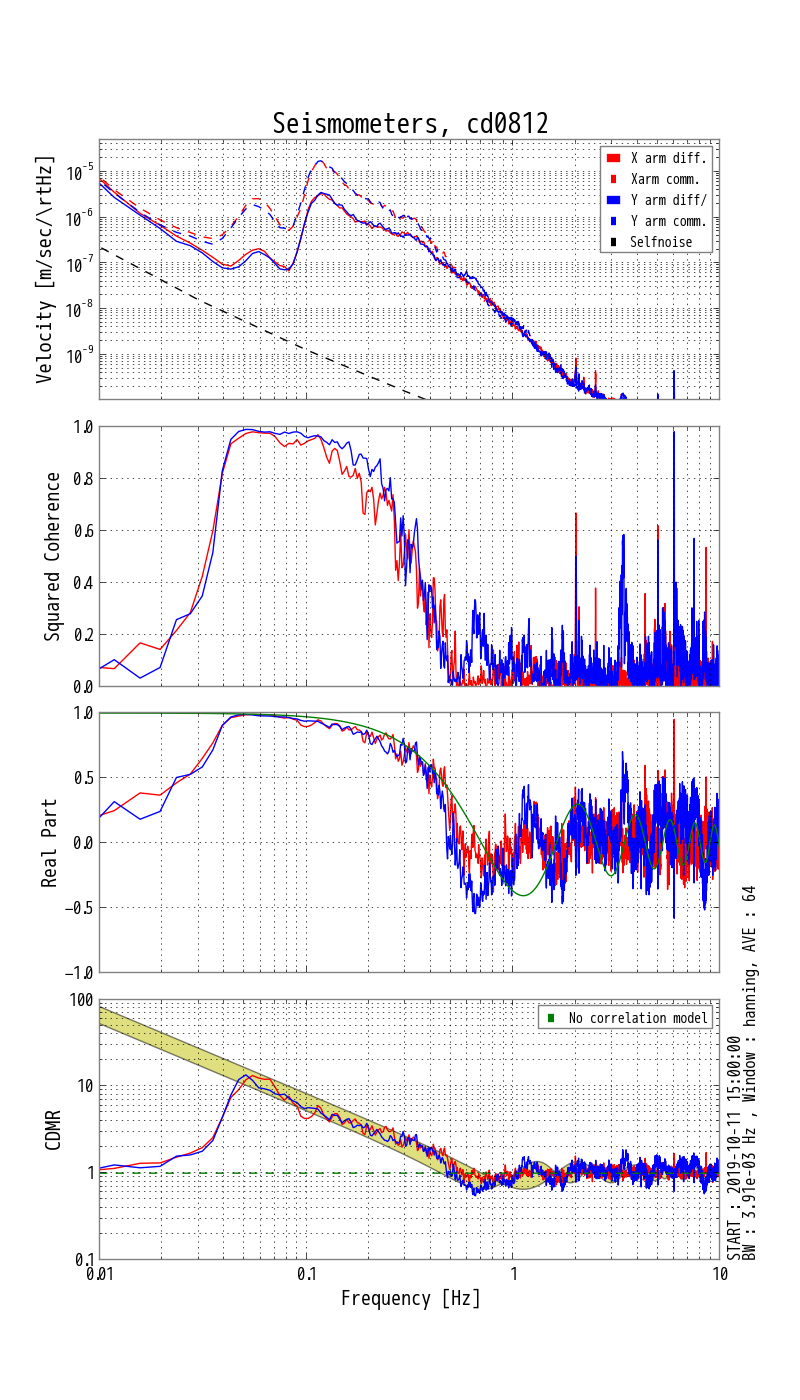 Seismometers, cd0812
Velocity [m/sec/\rtHz]
10^-5
10^-6
10^-7
10^-8
10^-9
X arm diff.
Xarm comm.
Y arm diff/
Y arm comm.
Selfnoise
Squared Coherence
1.0
0.8
0.6
0.4
0.2
0.0
Real Part
1.0
0.5
0.0
−0.5
−1.0
CDMR
100
10
1
0.1
No correlation model
0.01
0.1
1
10
Frequency [Hz]
START : 2019-10-11 15:00:00
BW : 3.91e-03 Hz , Window : hanning, AVE : 64